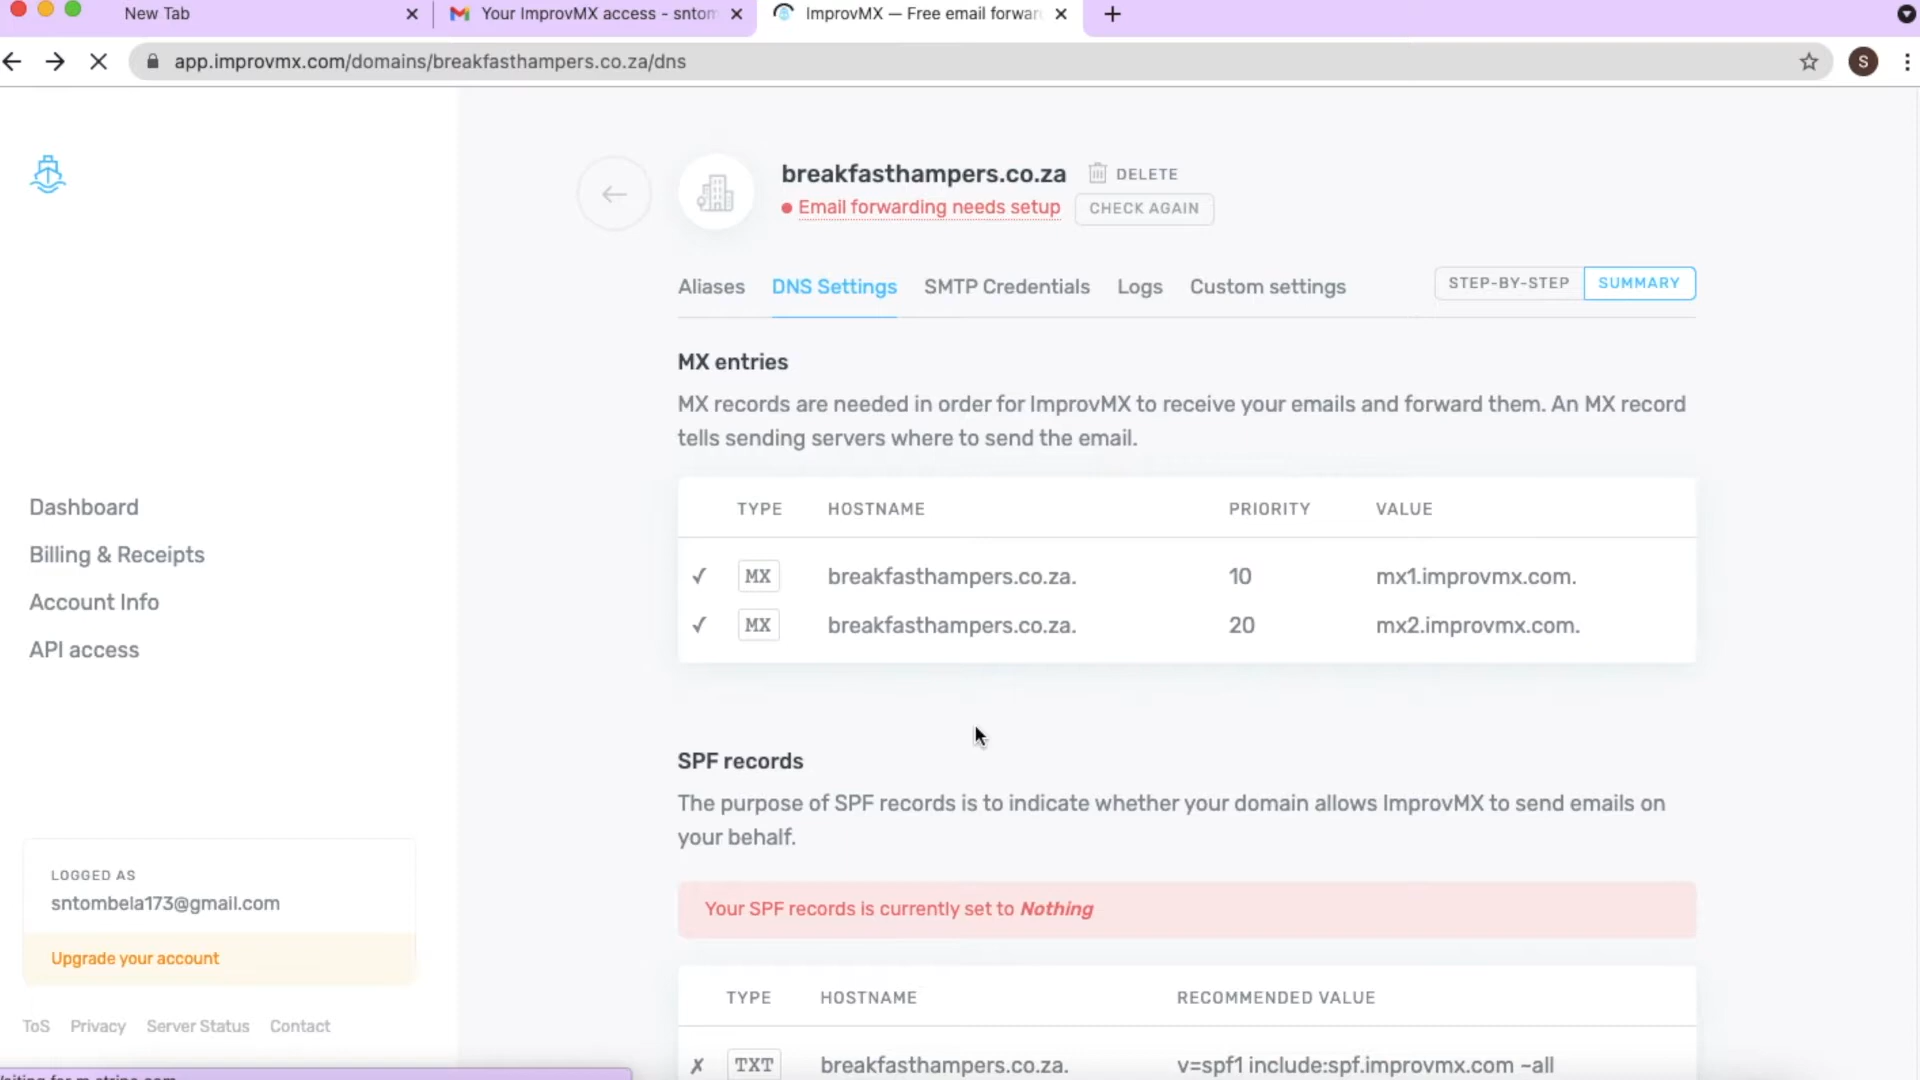 New Tab
Your ImprovMX access - sntom
ImprovMX — Free email forwar
app.improvmx.com/domains/breakfasthampers.co.za/dns
S
breakfasthampers.co.za
DELETE
Email forwarding needs setup
CHECK AGAIN
Aliases
DNS Settings
SMTP Credentials
Logs
Custom settings
STEP-BY-STEP
SUMMARY
MX entries
MX records are needed in order for ImprovMX to receive your emails and forward them. An MX record
tells sending servers where to send the email.
TYPE HOSTNAME PRIORITY VALUE
✓ MX breakfasthampers.co.za. 10 mx1.improvmx.com.
✓ MX breakfasthampers.co.za. 20 mx2.improvmx.com.
SPF records
The purpose of SPF records is to indicate whether your domain allows ImprovMX to send emails on
your behalf.
Your SPF records is currently set to Nothing
TYPE HOSTNAME RECOMMENDED VALUE
✗ TXT breakfasthampers.co.za. v=spf1 include:spf.improvmx.com ~all
Dashboard
Billing & Receipts
Account Info
API access
LOGGED AS
sntombela173@gmail.com
Upgrade your account
ToS Privacy Server Status Contact